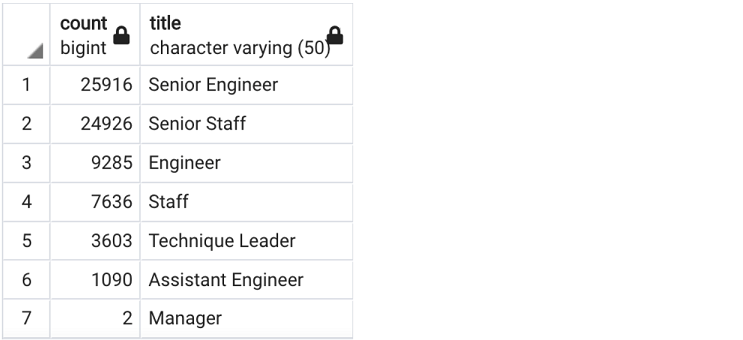 count title
bigint character varying (50)
1 25916 Senior Engineer
2 24926 Senior Staff
3 9285 Engineer
4 7636 Staff
5 3603 Technique Leader
6 1090 Assistant Engineer
7 2 Manager